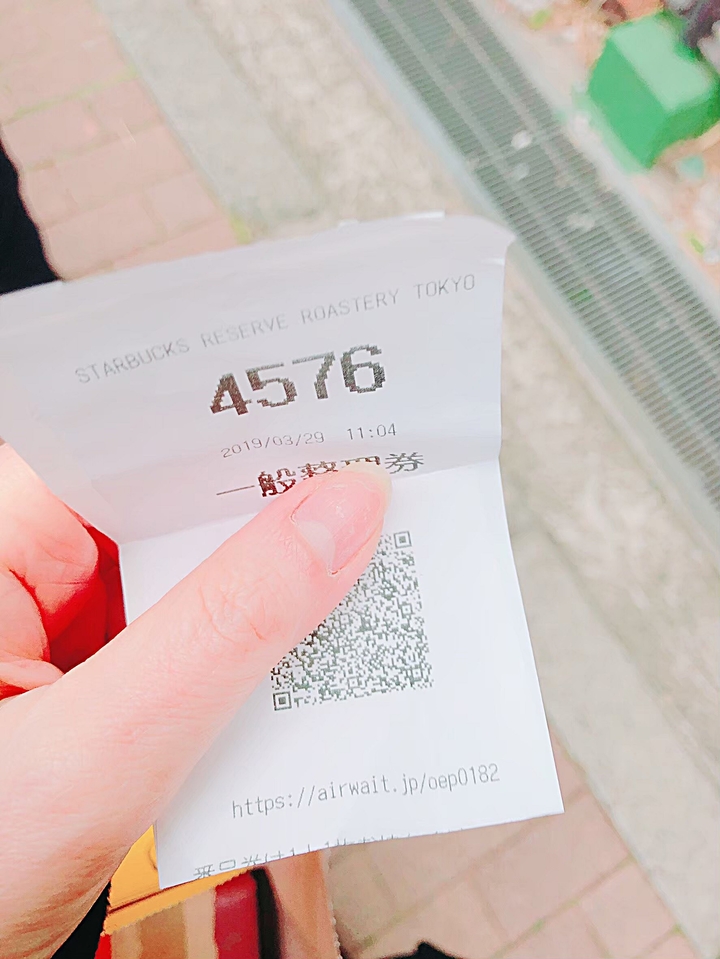 STARBUCKS RESERVE ROASTERY TOKYO
4576
2019/03/29 11:04
一般整理券
https://airwait.jp/oep0182